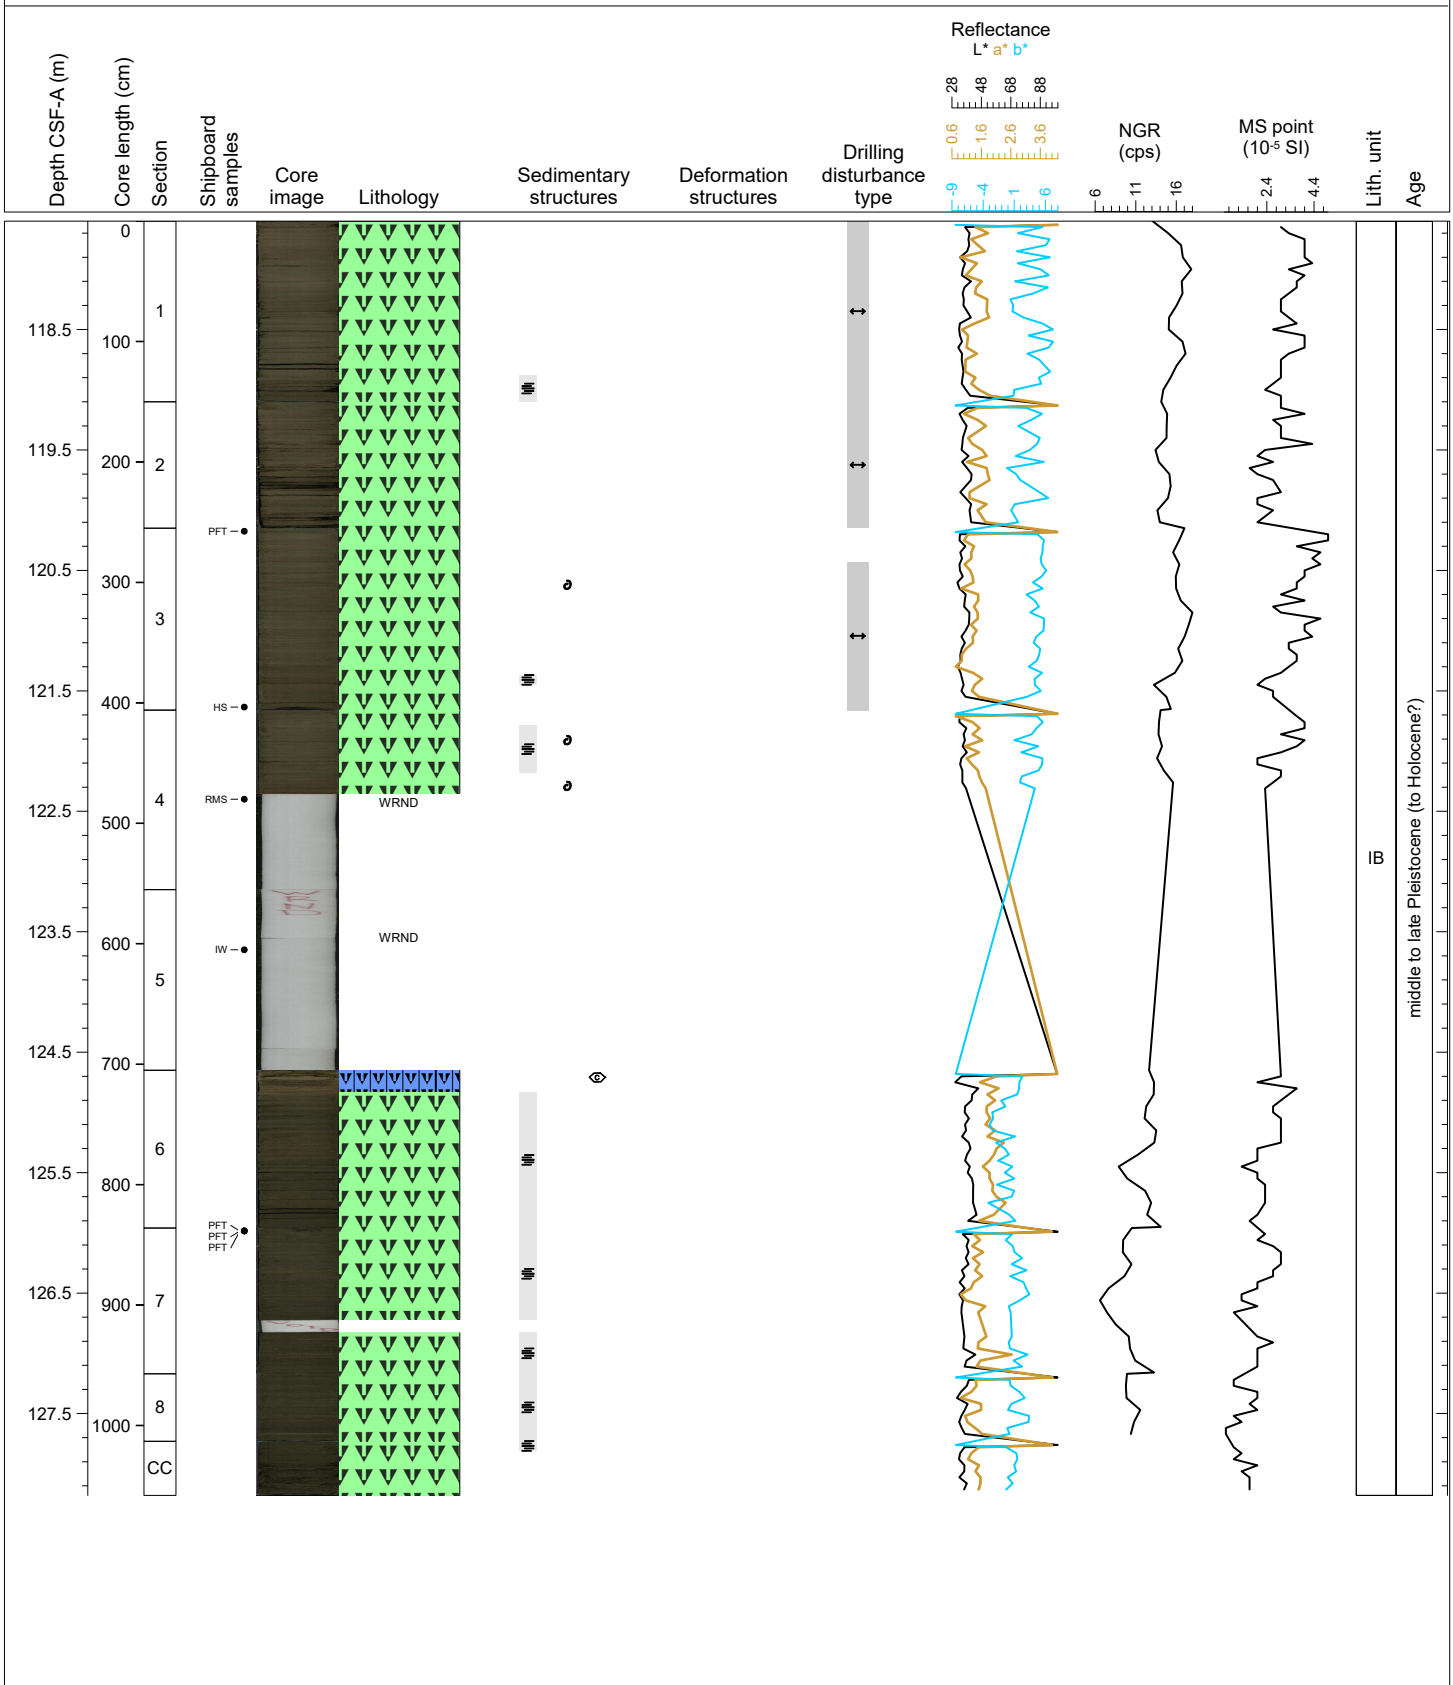 Reflectance
L* a* b*
28 48 68 88
0.6 1.6 2.6 3.6
-9 -4 1 6
Depth CSF-A (m)
Core length (cm)
Section
Shipboard
samples
Core
image
Lithology
Sedimentary
structures
Deformation
structures
Drilling
disturbance
type
NGR
(cps)
6 11 16
MS point
(10-5 SI)
2.4 4.4
Lith. unit
Age
0
1
118.5
100
119.5
200
2
PFT
120.5
300
3
121.5
400
HS
4
RMS
WRND
122.5
500
IB
middle to late Pleistocene (to Holocene?)
123.5
600
WRND
IW
5
124.5
700
C
6
125.5
800
PFT
PFT
PFT
126.5
900
7
127.5
8
1000
CC